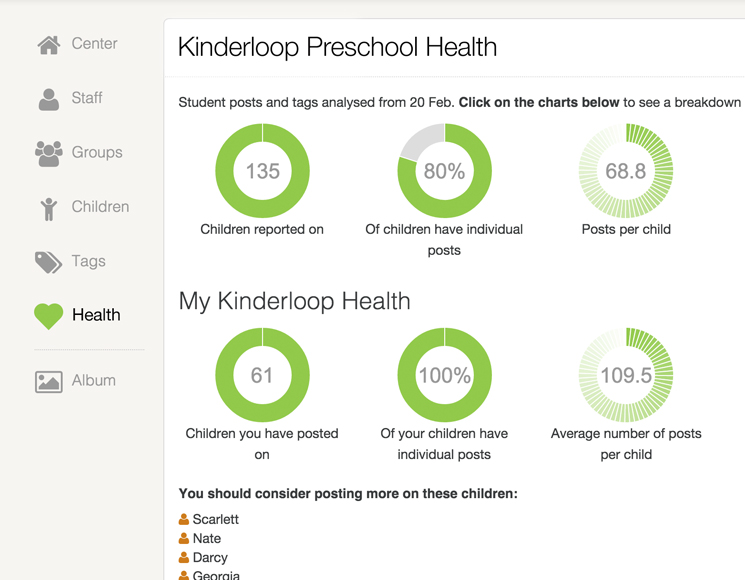 Center
Staff
Groups
Children
Tags
Health
Album
Kinderloop Preschool Health
Student posts and tags analysed from 20 Feb. Click on the charts below to see a breakdown
135
80%
68.8
Children reported on
Of children have individual
posts
Posts per child
My Kinderloop Health
61
100%
109.5
Children you have posted
on
Of your children have
individual posts
Average number of posts
per child
You should consider posting more on these children:
Scarlett
Nate
Darcy
Georgia